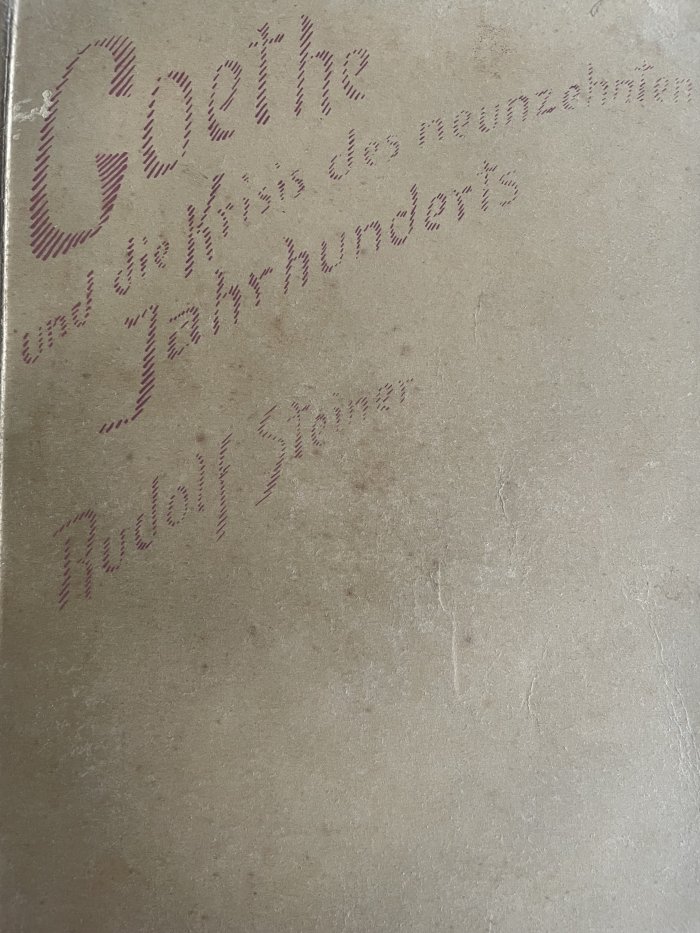 Goethe
und die Krisis des neunzehnten
Jahrhunderts
Rudolf Steiner